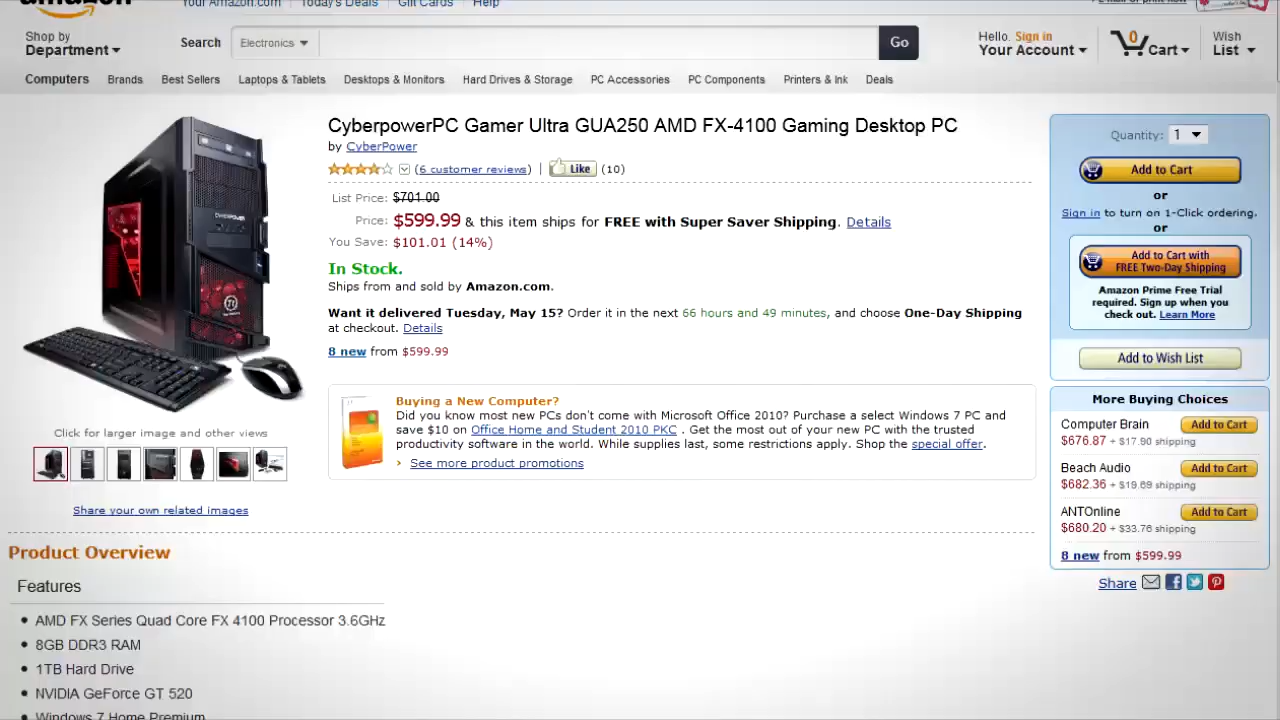 amazon
Your Amazon.com Today's Deals Gift Cards Help
Shop by
Department
Search Electronics Go
Hello. Sign in
Your Account
0
Cart
Wish
List
Computers Brands Best Sellers Laptops & Tablets Desktops & Monitors Hard Drives & Storage PC Accessories PC Components Printers & Ink Deals
CyberpowerPC Gamer Ultra GUA250 AMD FX-4100 Gaming Desktop PC
by CyberPower
(6 customer reviews) | Like (10)
List Price: $701.00
Price: $599.99 & this item ships for FREE with Super Saver Shipping. Details
You Save: $101.01 (14%)
In Stock.
Ships from and sold by Amazon.com.
Want it delivered Tuesday, May 15? Order it in the next 66 hours and 49 minutes, and choose One-Day Shipping
at checkout. Details
8 new from $599.99
Buying a New Computer?
Did you know most new PCs don't come with Microsoft Office 2010? Purchase a select Windows 7 PC and
save $10 on Office Home and Student 2010 PKC . Get the most out of your new PC with the trusted
productivity software in the world. While supplies last, some restrictions apply. Shop the special offer.
› See more product promotions
Click for larger image and other views
Share your own related images
Quantity: 1
Add to Cart
or
Sign in to turn on 1-Click ordering.
or
Add to Cart with
FREE Two-Day Shipping
Amazon Prime Free Trial
required. Sign up when you
check out. Learn More
Add to Wish List
More Buying Choices
Computer Brain Add to Cart
$676.87 + $17.90 shipping
Beach Audio Add to Cart
$682.36 + $19.69 shipping
ANTOnline Add to Cart
$680.20 + $33.76 shipping
8 new from $599.99
Share
Product Overview
Features
• AMD FX Series Quad Core FX 4100 Processor 3.6GHz
• 8GB DDR3 RAM
• 1TB Hard Drive
• NVIDIA GeForce GT 520
• Windows 7 Home Premium